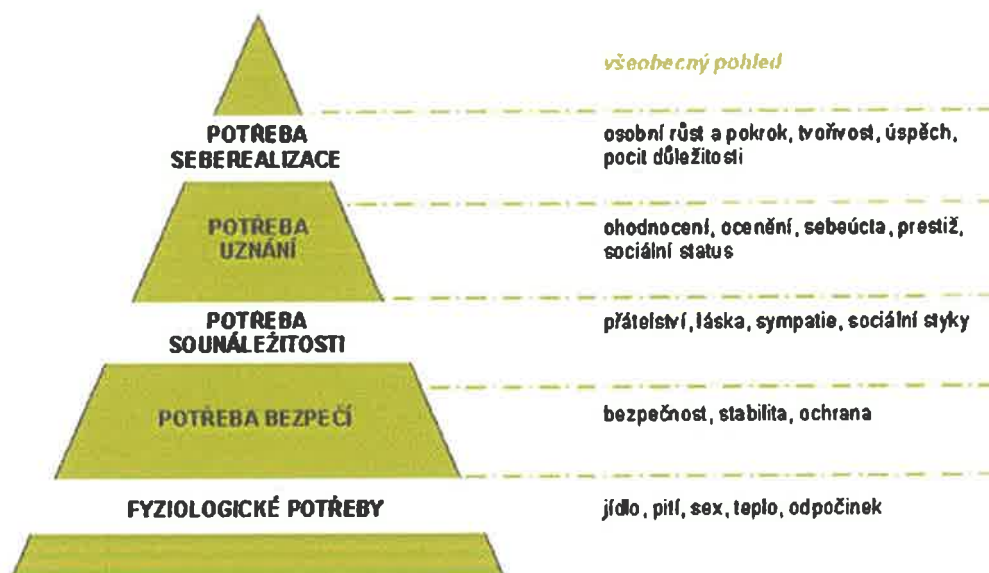 všeobecný pohled
POTŘEBA
SEBEREALIZACE
osobní růst a pokrok, tvořivost, úspěch,
pocit důležitosti
POTŘEBA
UZNÁNÍ
ohodnocení, ocenění, sebeúcta, prestiž,
sociální status
POTŘEBA
SOUNÁLEŽITOSTI
přátelství, láska, sympatie, sociální styky
POTŘEBA BEZPEČÍ
bezpečnost, stabilita, ochrana
FYZIOLOGICKÉ POTŘEBY
jídlo, pití, sex, teplo, odpočinek